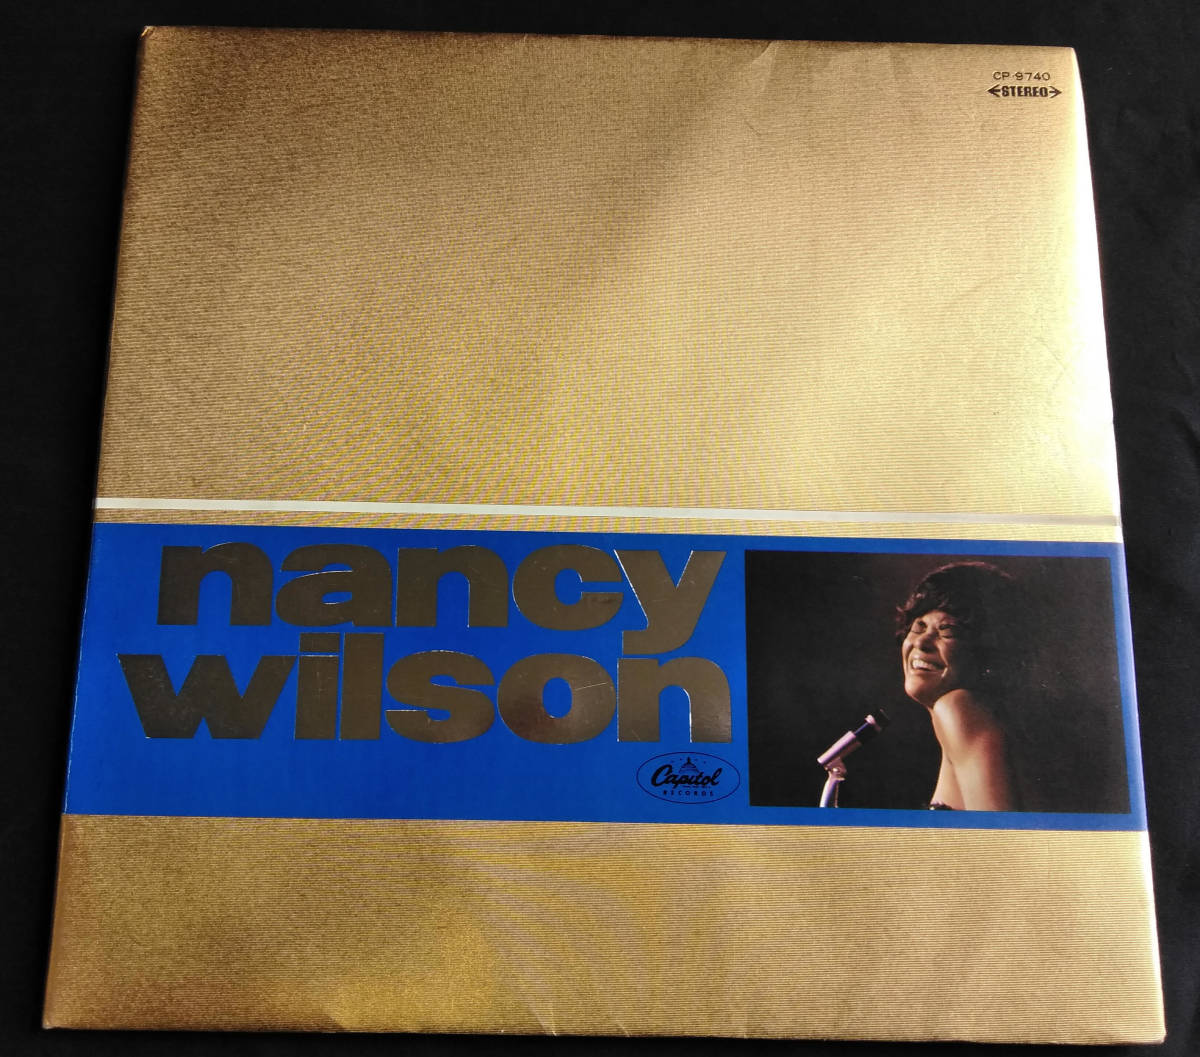 CP-9740
STEREO
nancy
wilson
Capitol
RECORDS